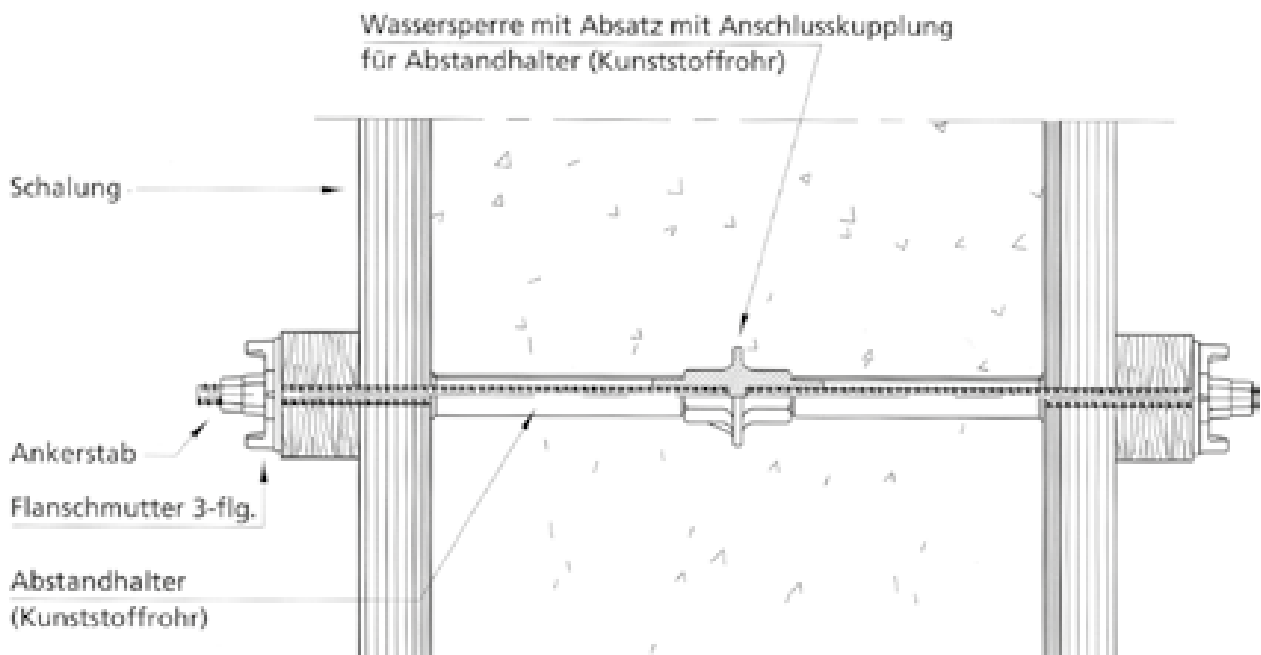 Wassersperre mit Absatz mit Anschlusskupplung
für Abstandhalter (Kunststoffrohr)
Schalung
Ankerstab
Flanschmutter 3-flg.
Abstandhalter
(Kunststoffrohr)